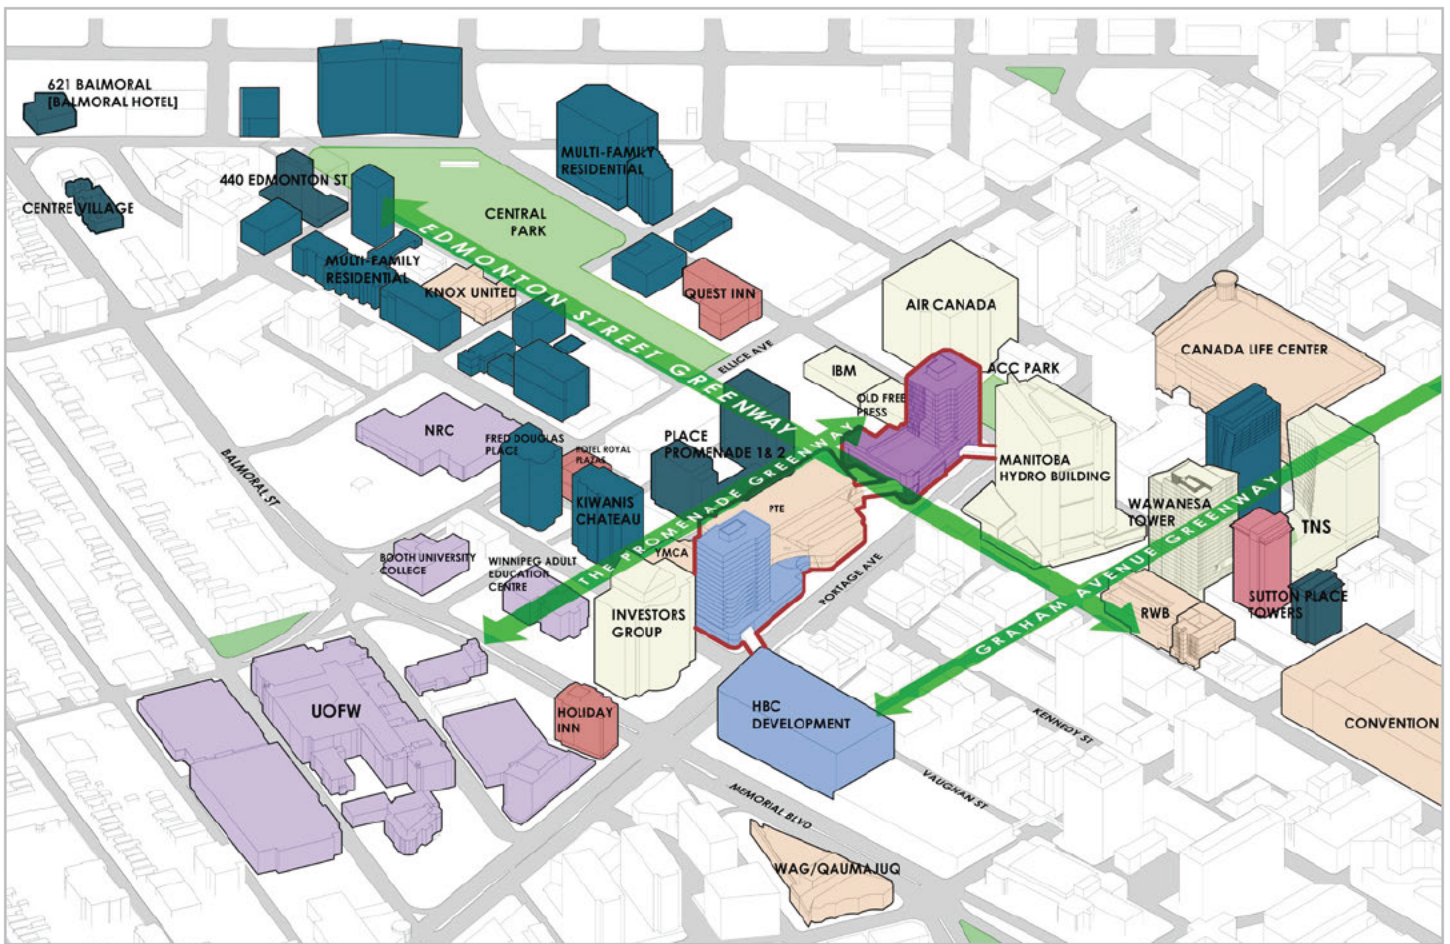 621 BALMORAL
[BALMORAL HOTEL]
MULTI-FAMILY
RESIDENTIAL
440 EDMONTON ST
CENTRE VILLAGE
CENTRAL
PARK
EDMONTON STREET GREENWAY
MULTI-FAMILY
RESIDENTIAL
KNOX UNITED
QUEST INN
AIR CANADA
CANADA LIFE CENTER
ELLICE AVE
IBM
ACC PARK
OLD FREE
PRESS
NRC
FRED DOUGLAS
PLACE
HOTEL ROYAL
PLAZAS
PLACE
PROMENADE 1& 2
MANITOBA
HYDRO BUILDING
BALMORAL ST
KIWANIS
CHATEAU
PTE
WAWANESA
TOWER
TNS
THE PROMENADE GREENWAY
GRAHAM AVENUE GREENWAY
YMCA
BOOTH UNIVERSITY
COLLEGE
WINNIPEG ADULT
EDUCATION
CENTRE
PORTAGE AVE
INVESTORS
GROUP
RWB
SUTTON PLACE
TOWERS
UOFW
HOLIDAY
INN
HBC
DEVELOPMENT
KENNEDY ST
CONVENTION
VAUGHAN ST
MEMORIAL BLVD
WAG/QAUMAJUQ